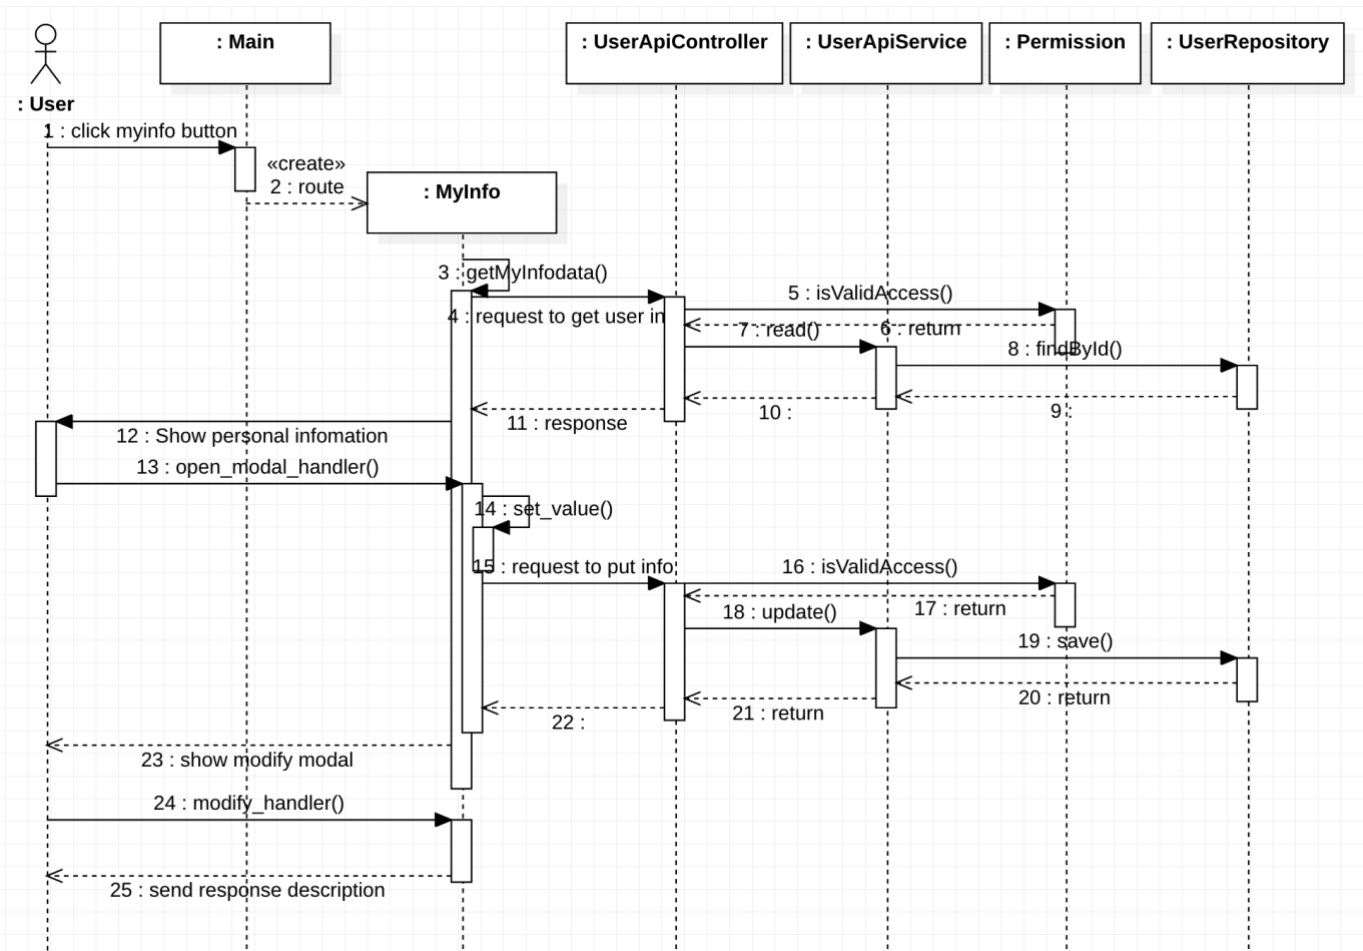 : Main
: UserApiController
: UserApiService
: Permission
: UserRepository
: User
1 : click myinfo button
«create»
2 : route
: MyInfo
3 : getMyInfodata()
4 : request to get user in
5 : isValidAccess()
6 : return
7 : read()
8 : findById()
9 :
10 :
11 : response
12 : Show personal infomation
13 : open_modal_handler()
14 : set_value()
15 : request to put info
16 : isValidAccess()
17 : return
18 : update()
19 : save()
20 : return
21 : return
22 :
23 : show modify modal
24 : modify_handler()
25 : send response description